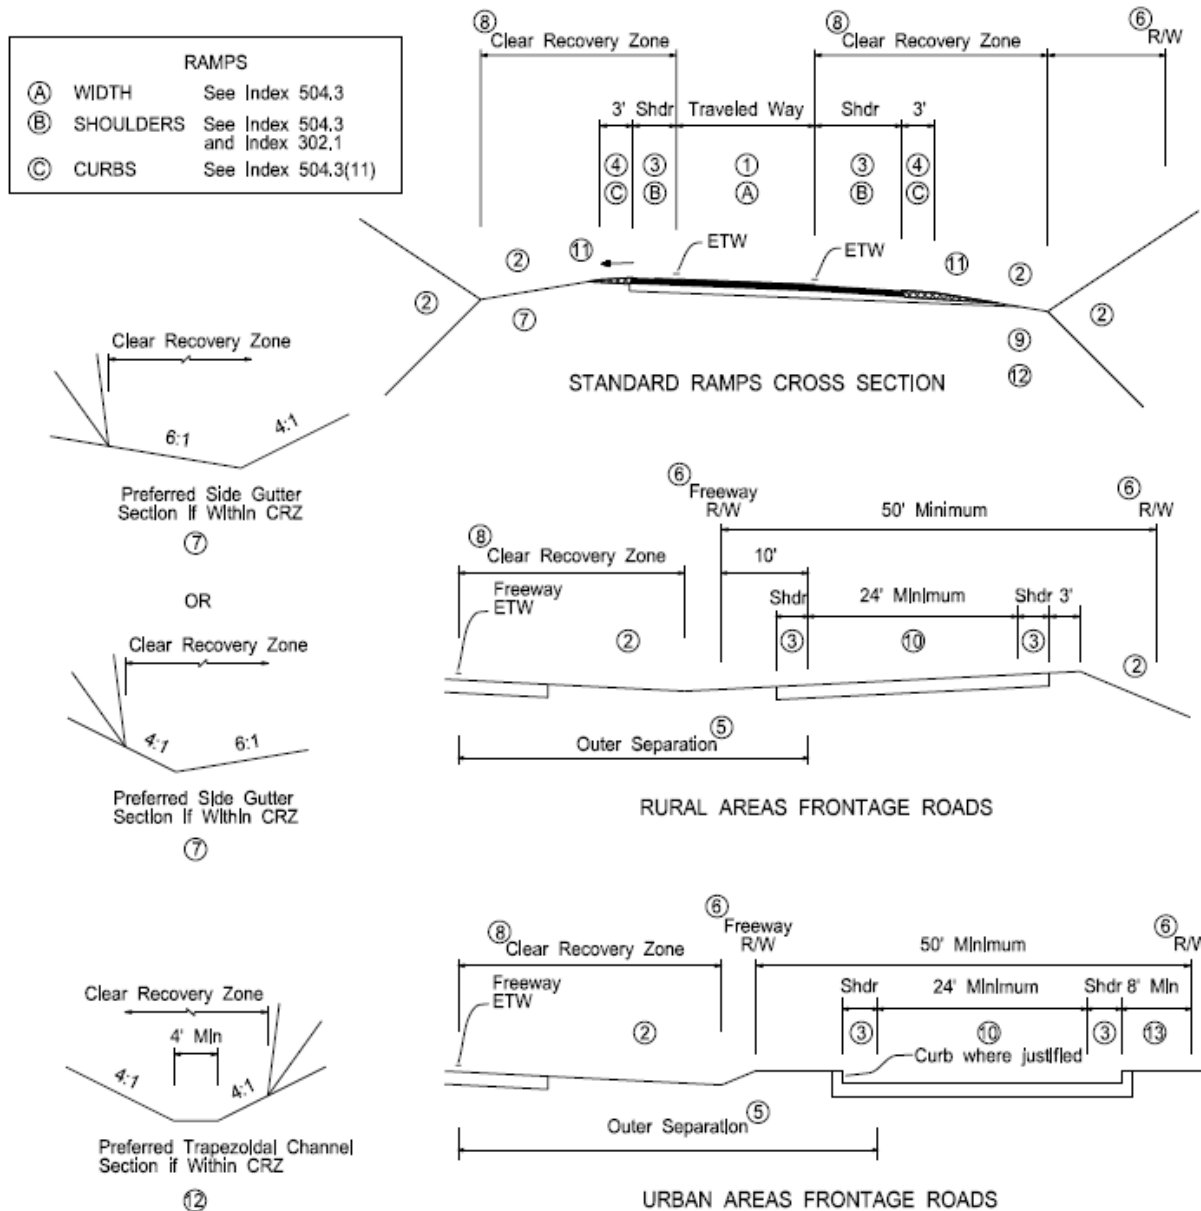 RAMPS
Ⓐ WIDTH See Index 504.3
Ⓑ SHOULDERS See Index 504.3
and Index 302.1
Ⓒ CURBS See Index 504.3(11)
⑧ Clear Recovery Zone
⑧ Clear Recovery Zone
⑥ R/W
3' Shdr Traveled Way Shdr 3'
④ ③ ① ③ ④
Ⓒ Ⓑ Ⓐ Ⓑ Ⓒ
ETW
ETW
② ⑪ ⑪ ②
② ⑦ ②
⑨
⑫
STANDARD RAMPS CROSS SECTION
Clear Recovery Zone
6:1
4:1
Preferred Side Gutter
Section If Within CRZ
⑦
OR
Clear Recovery Zone
4:1
6:1
Preferred Side Gutter
Section If Within CRZ
⑦
Clear Recovery Zone
4' Min
4:1
4:1
Preferred Trapezoidal Channel
Section if Within CRZ
⑫
⑥
Freeway
R/W
⑥
R/W
50' Minimum
⑧ Clear Recovery Zone
10'
Freeway
ETW
Shdr 24' Minimum Shdr 3'
② ③ ⑩ ③
②
Outer Separation ⑤
RURAL AREAS FRONTAGE ROADS
⑥
Freeway
R/W
⑥
R/W
50' Minimum
⑧ Clear Recovery Zone
Freeway
ETW
Shdr 24' Minimum Shdr 8' Min
② ③ ⑩ ③ ⑬
Curb where justified
Outer Separation ⑤
URBAN AREAS FRONTAGE ROADS